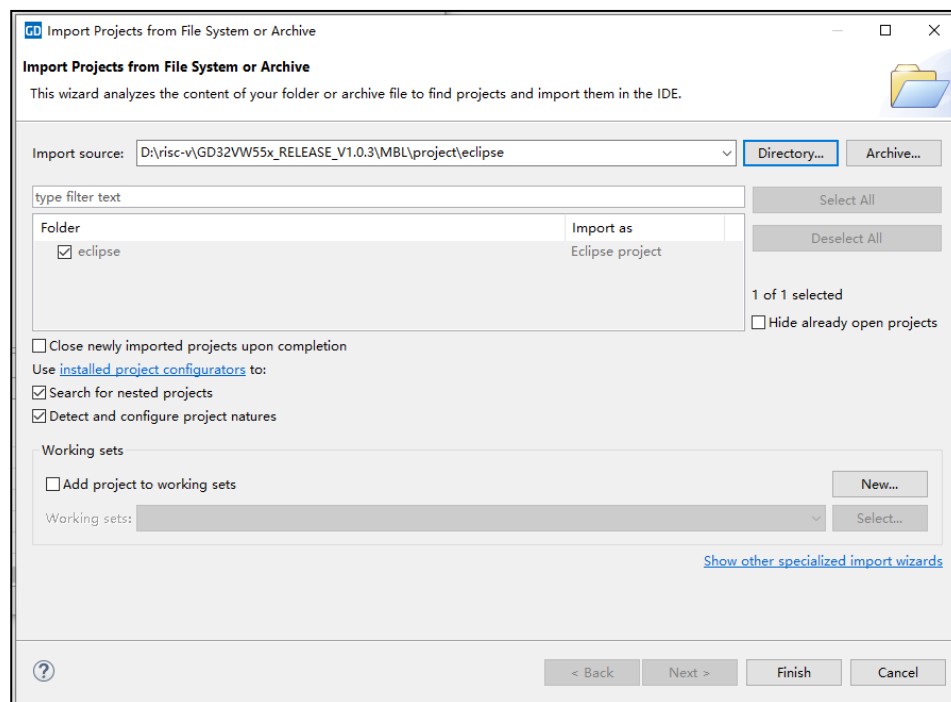 GD Import Projects from File System or Archive
Import Projects from File System or Archive
This wizard analyzes the content of your folder or archive file to find projects and import them in the IDE.
Import source: D:\risc-v\GD32VW55x_RELEASE_V1.0.3\MBL\project\eclipse Directory... Archive...
type filter text Select All
Folder Import as
Deselect All
eclipse Eclipse project
1 of 1 selected
Hide already open projects
Close newly imported projects upon completion
Use installed project configurators to:
Search for nested projects
Detect and configure project natures
Working sets
Add project to working sets New...
Working sets: Select...
Show other specialized import wizards
? < Back Next > Finish Cancel